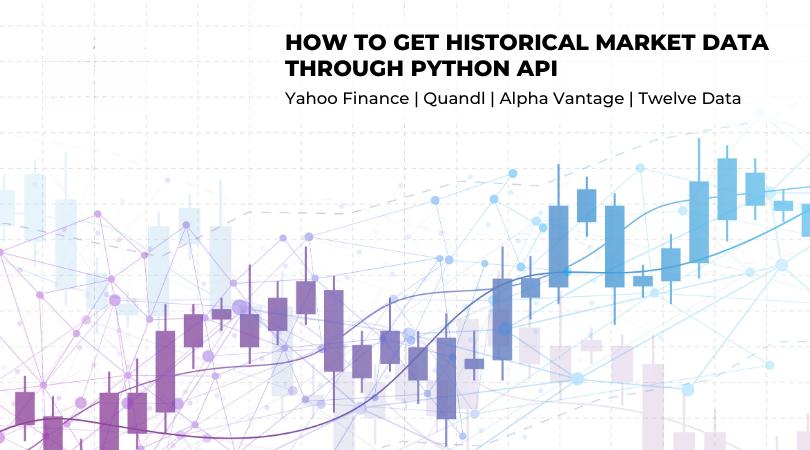 HOW TO GET HISTORICAL MARKET DATA
THROUGH PYTHON API
Yahoo Finance | Quandl | Alpha Vantage | Twelve Data